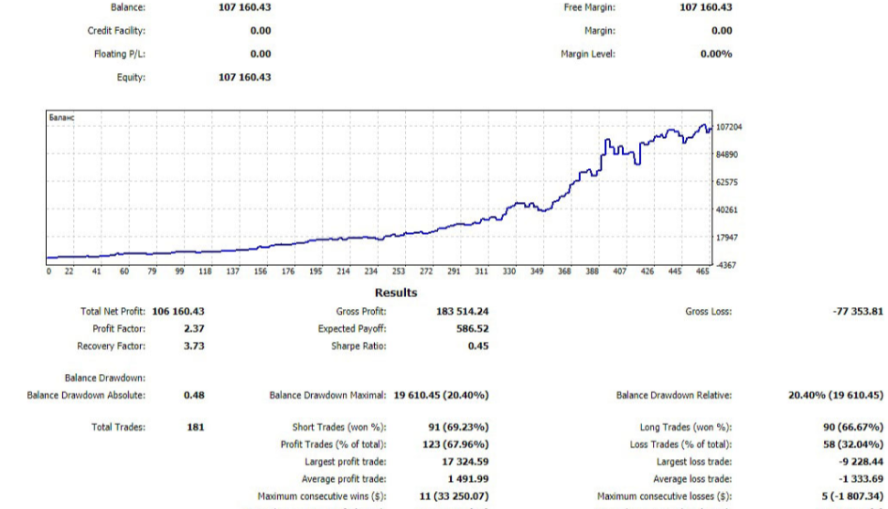 Balance: 107 160.43 Free Margin: 107 160.43
Credit Facility: 0.00 Margin: 0.00
Floating P/L: 0.00 Margin Level: 0.00%
Equity: 107 160.43
Баланс
107204
84890
62575
40261
17947
-4367
0 22 41 60 79 99 118 137 156 176 195 214 234 253 272 291 311 330 349 368 388 407 426 445 465
Results
Total Net Profit: 106 160.43 Gross Profit: 183 514.24 Gross Loss: -77 353.81
Profit Factor: 2.37 Expected Payoff: 586.52
Recovery Factor: 3.73 Sharpe Ratio: 0.45
Balance Drawdown:
Balance Drawdown Absolute: 0.48 Balance Drawdown Maximal: 19 610.45 (20.40%) Balance Drawdown Relative: 20.40% (19 610.45)
Total Trades: 181 Short Trades (won %): 91 (69.23%) Long Trades (won %): 90 (66.67%)
Profit Trades (% of total): 123 (67.96%) Loss Trades (% of total): 58 (32.04%)
Largest profit trade: 17 324.59 Largest loss trade: -9 228.44
Average profit trade: 1 491.99 Average loss trade: -1 333.69
Maximum consecutive wins ($): 11 (33 250.07) Maximum consecutive losses ($): 5 (-1 807.34)